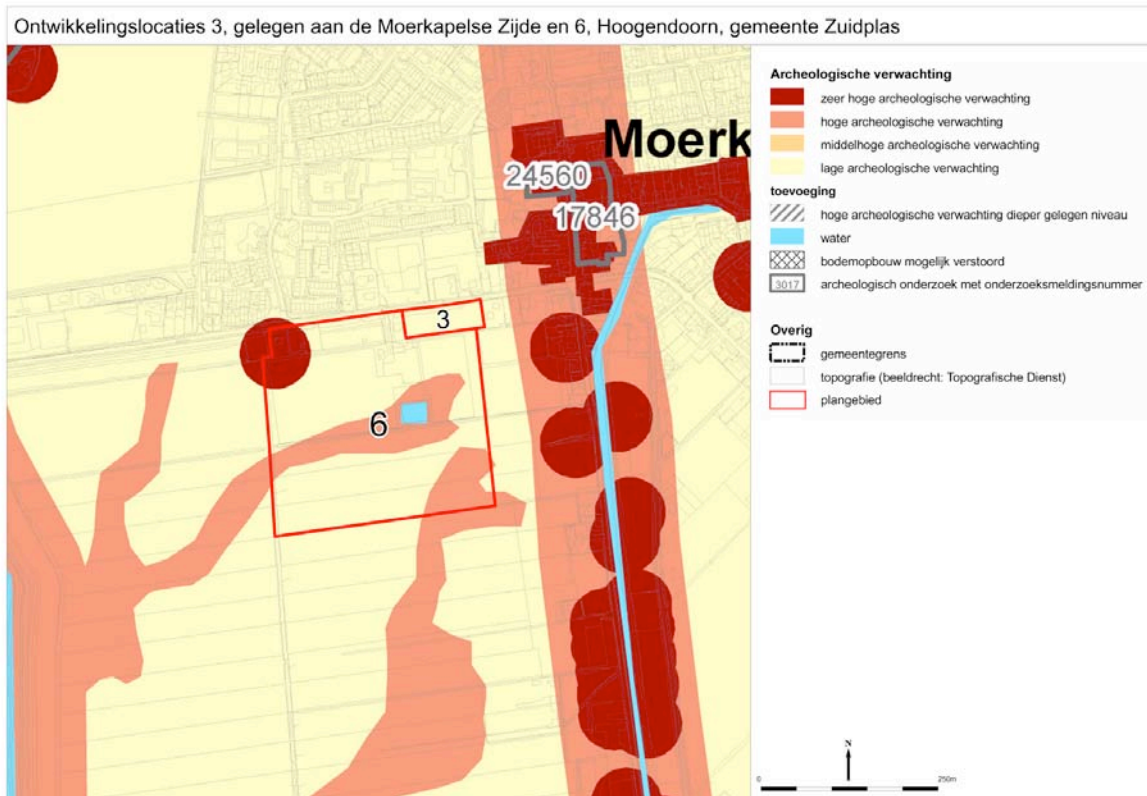 Ontwikkelingslocaties 3, gelegen aan de Moerkapelse Zijde en 6, Hoogendoorn, gemeente Zuidplas
Moerk
24560
17846
3
6
Archeologische verwachting
zeer hoge archeologische verwachting
hoge archeologische verwachting
middelhoge archeologische verwachting
lage archeologische verwachting
toevoeging
hoge archeologische verwachting dieper gelegen niveau
water
bodemopbouw mogelijk verstoord
3017 archeologisch onderzoek met onderzoeksmeldingsnummer
Overig
gemeentegrens
topografie (beeldrecht: Topografische Dienst)
plangebied
N
0 250m